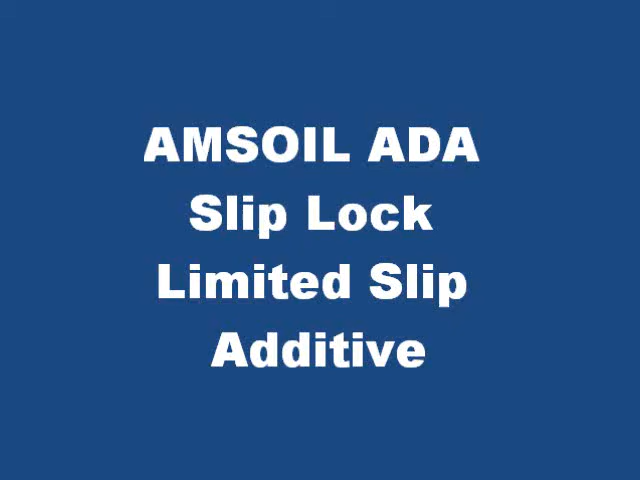 AMSOIL ADA
Slip Lock
Limited Slip
Additive